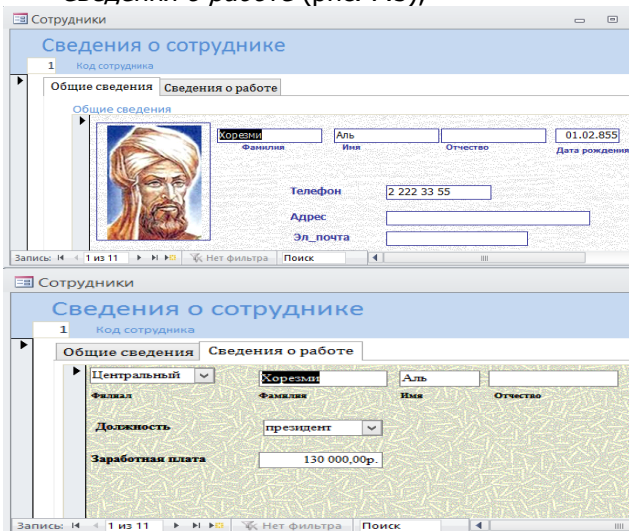 Сведения о работе (рис. 4.5);
Сотрудники
Сведения о сотруднике
1 Код сотрудника
Общие сведения Сведения о работе
Общие сведения
Хорезми Аль 01.02.855
Фамилия Имя Отчество Дата рождения
Телефон 2 222 33 55
Адрес
Эл_почта
Запись: 1 из 11 Нет фильтра Поиск
Сотрудники
Сведения о сотруднике
1 Код сотрудника
Общие сведения Сведения о работе
Центральный Хорезми Аль
Филиал Фамилия Имя Отчество
Должность президент
Заработная плата 130 000,00р.
Запись: 1 из 11 Нет фильтра Поиск